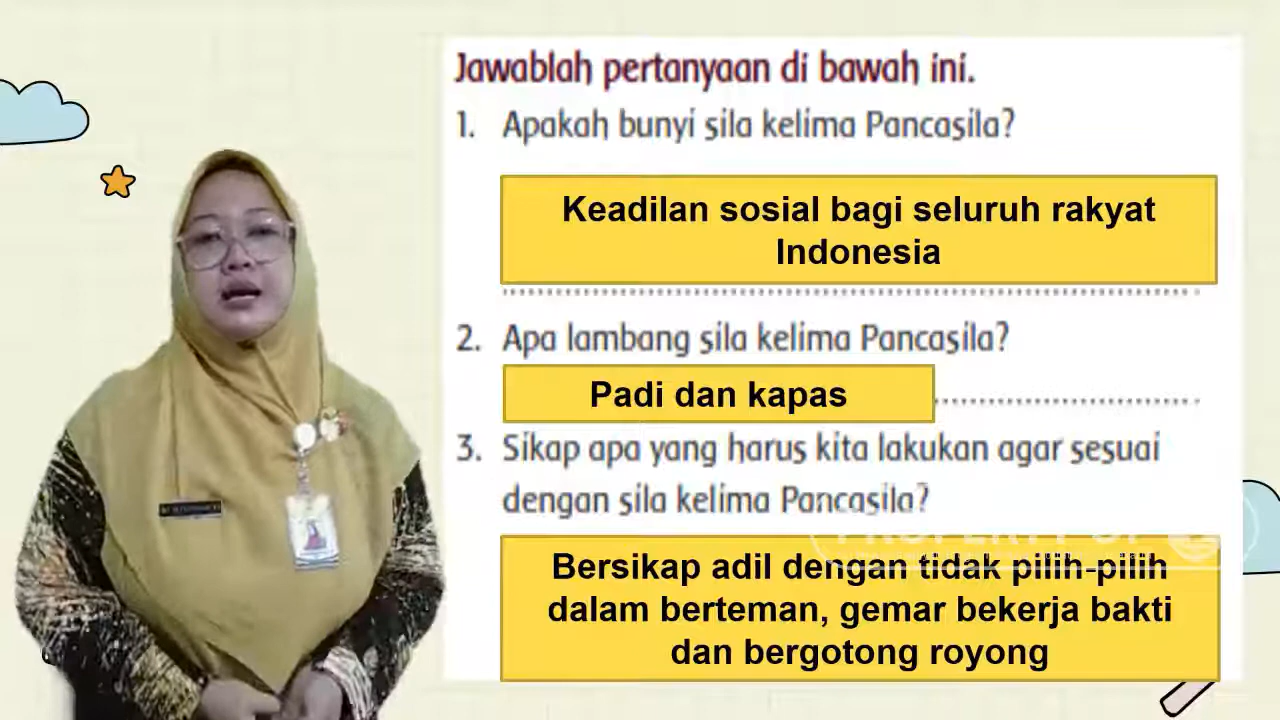 Jawablah pertanyaan di bawah ini.
1. Apakah bunyi sila kelima Pancasila?
Keadilan sosial bagi seluruh rakyat
Indonesia
2. Apa lambang sila kelima Pancasila?
Padi dan kapas
3. Sikap apa yang harus kita lakukan agar sesuai
dengan sila kelima Pancasila?
PROPERTY OF
Bersikap adil dengan tidak pilih-pilih
dalam berteman, gemar bekerja bakti
dan bergotong royong